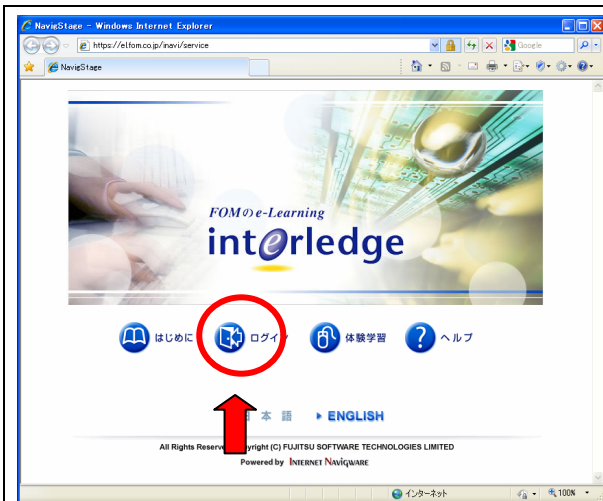 NavigStage - Windows Internet Explorer
https://el.fom.co.jp/inavi/service
Google
NavigStage
FOMのe-Learning
interledge
はじめに
ログイン
体験学習
ヘルプ
本 語
ENGLISH
All Rights Reserve yright (C) FUJITSU SOFTWARE TECHNOLOGIES LIMITED
Powered by INTERNET NAVIGWARE
インターネット
100%